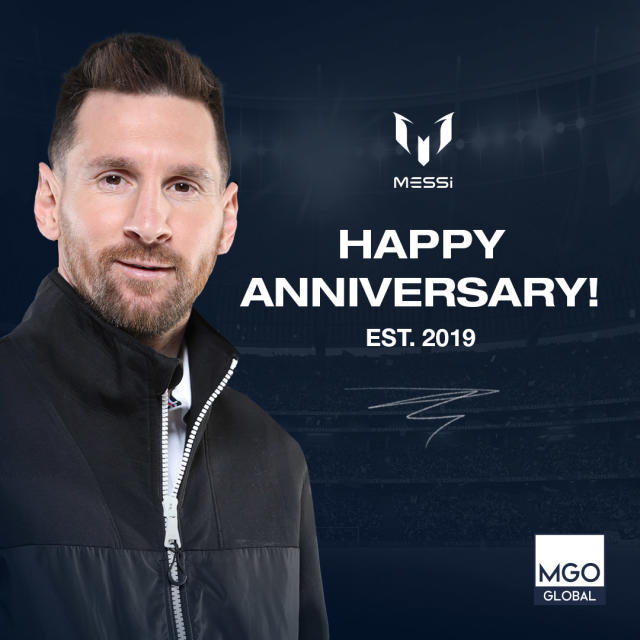 MESSi
HAPPY
ANNIVERSARY!
EST. 2019
MGO
GLOBAL